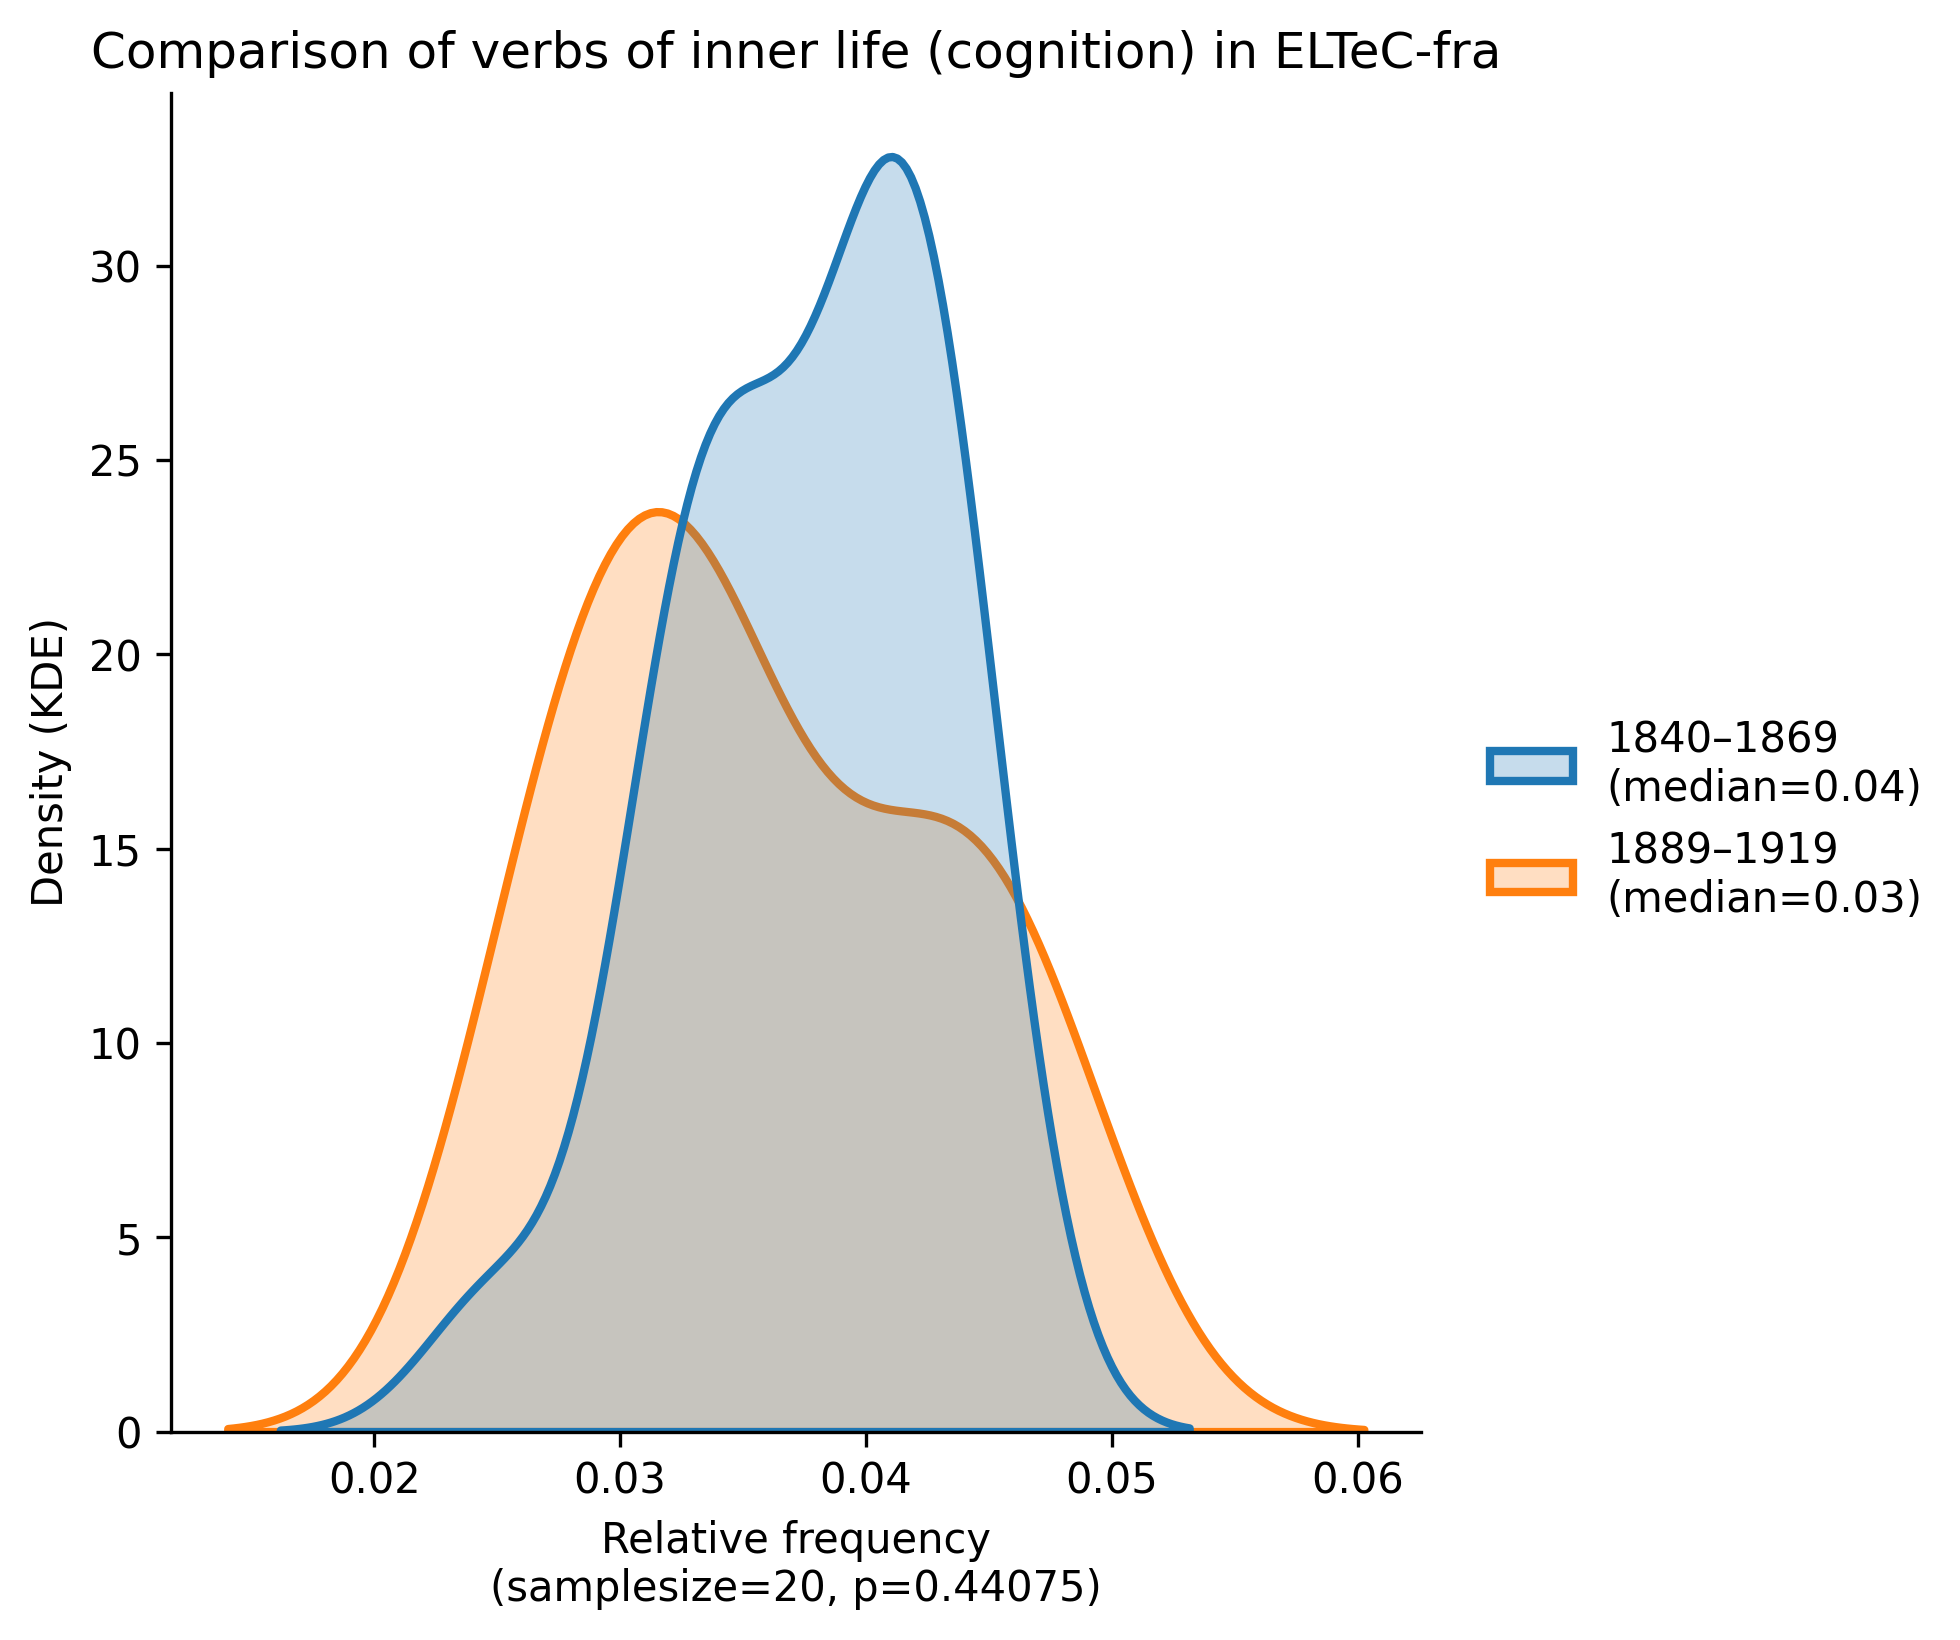 Comparison of verbs of inner life (cognition) in ELTeC-fra
Density (KDE)
30
25
20
15
10
5
0
0.02
0.03
0.04
0.05
0.06
Relative frequency
(samplesize=20, p=0.44075)
1840–1869
(median=0.04)
1889–1919
(median=0.03)